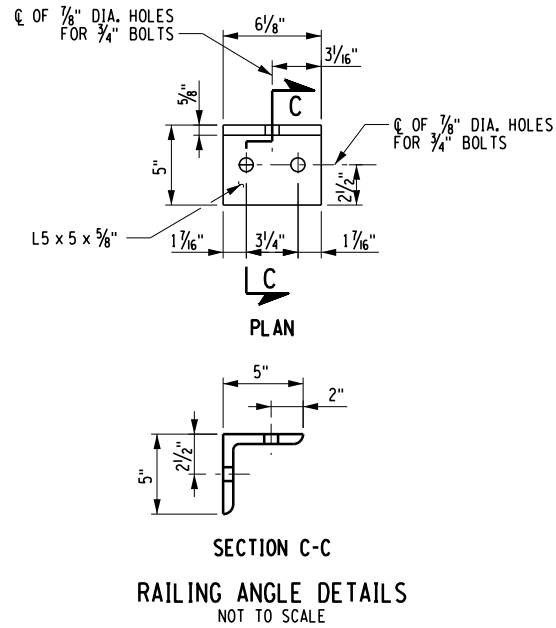 ℄ OF 7/8" DIA. HOLES
FOR 3/4" BOLTS
6 1/8"
3 1/16"
5/8"
C
℄ OF 7/8" DIA. HOLES
FOR 3/4" BOLTS
5"
2 1/2"
L5 x 5 x 5/8"
1 7/16"
3 1/4"
1 7/16"
C
PLAN
5"
2"
2 1/2"
5"
SECTION C-C
RAILING ANGLE DETAILS
NOT TO SCALE